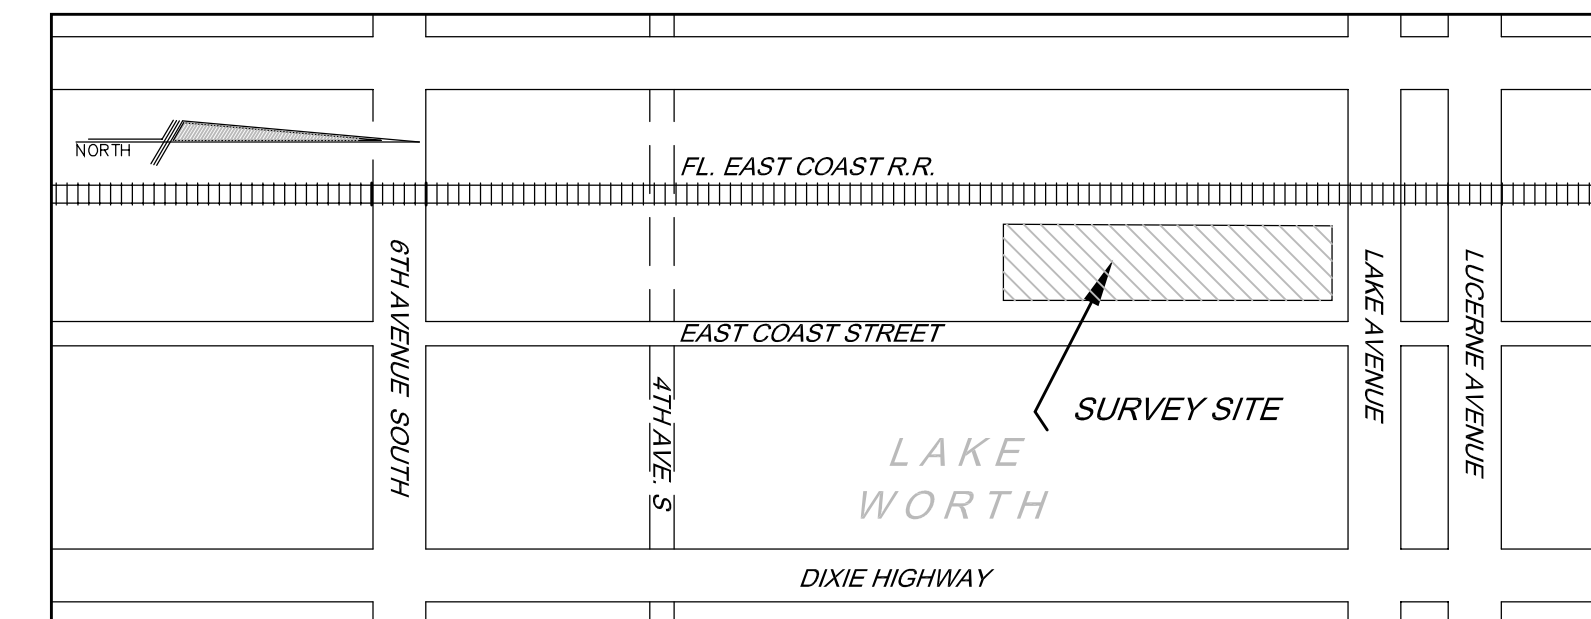 NORTH
FL. EAST COAST R.R.
6TH AVENUE SOUTH
LAKE AVENUE
LUCERNE AVENUE
EAST COAST STREET
4TH AVE. S
SURVEY SITE
LAKE
WORTH
DIXIE HIGHWAY